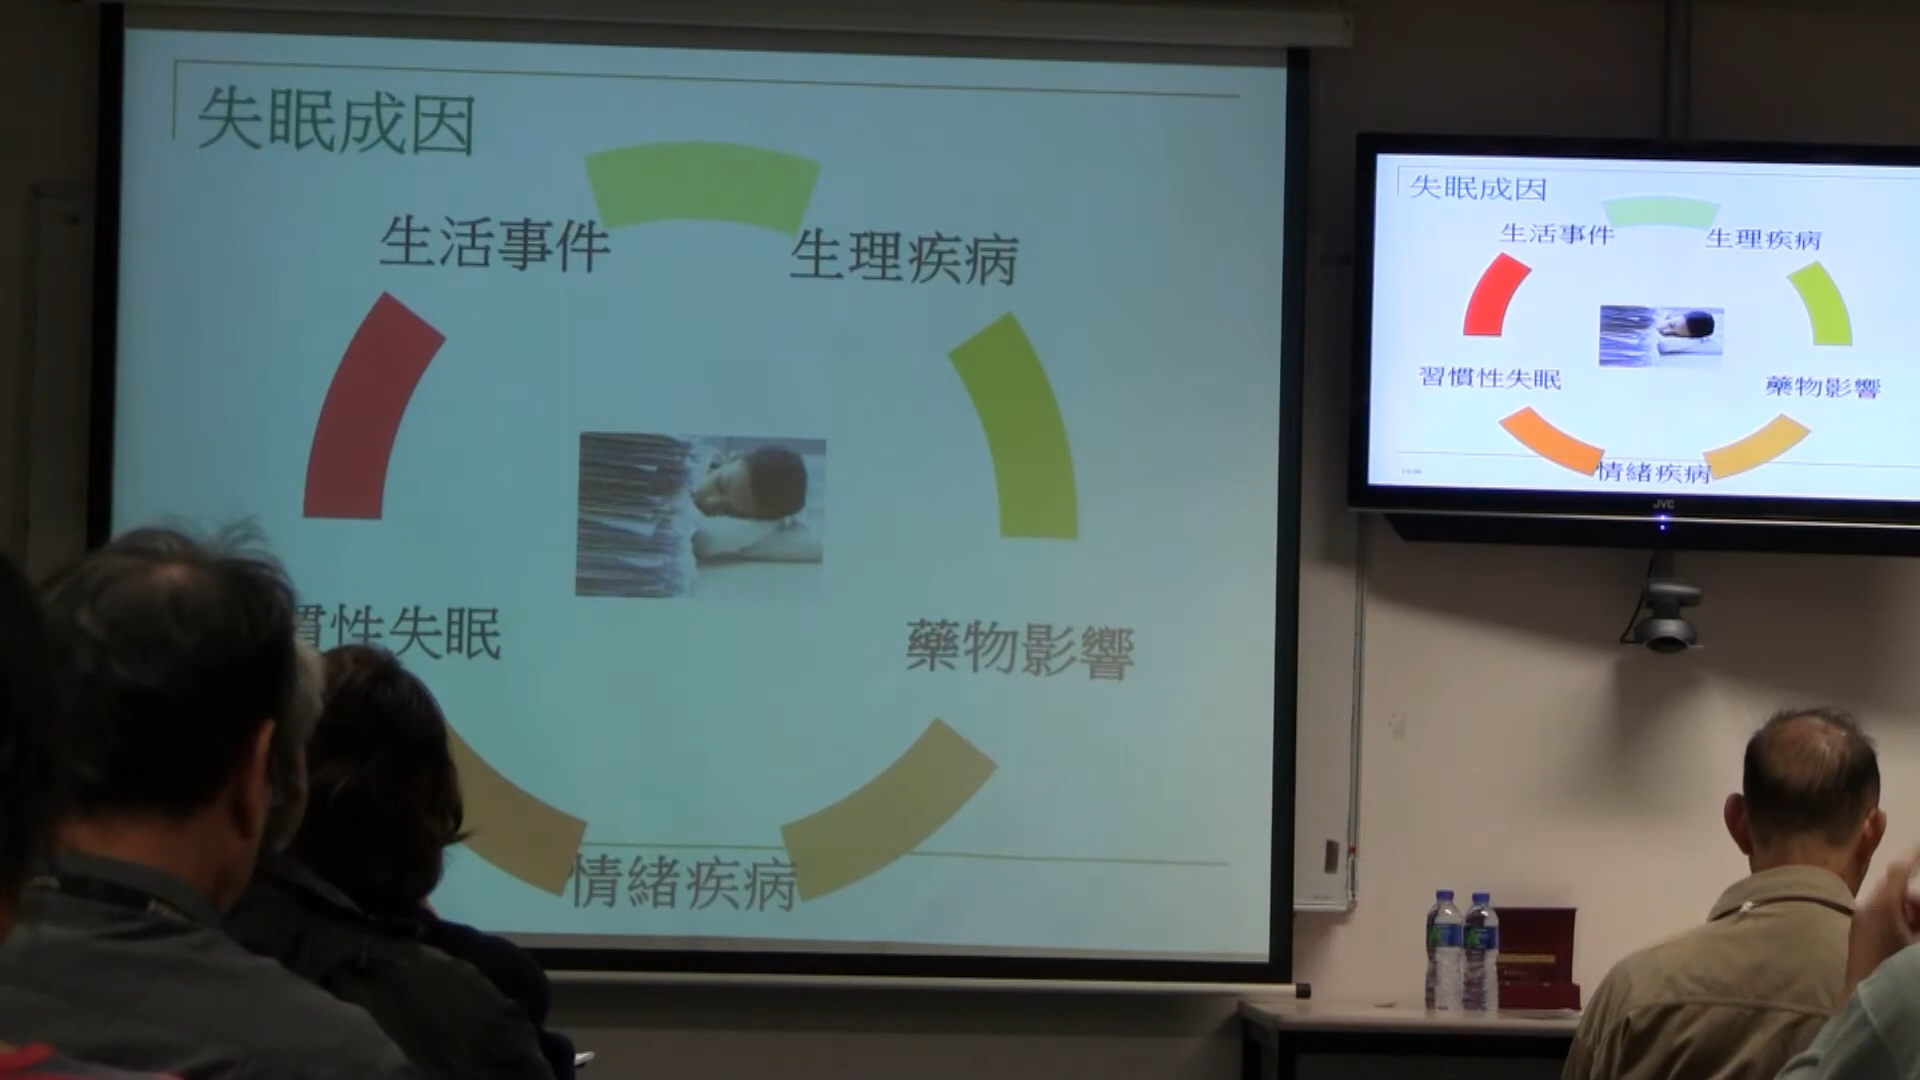 失眠成因
生活事件
生理疾病
慣性失眠
藥物影響
情緒疾病
失眠成因
生活事件
生理疾病
習慣性失眠
藥物影響
情緒疾病
JVC